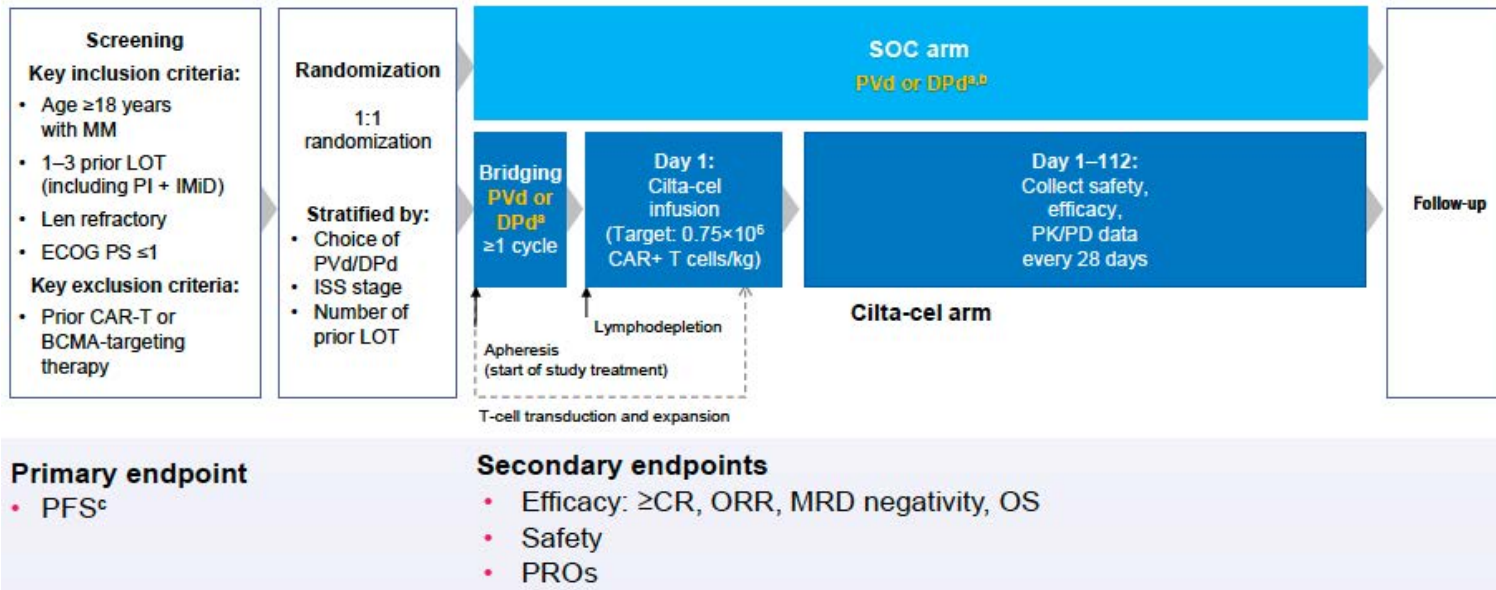 Screening
Key inclusion criteria:
• Age ≥18 years
with MM
• 1–3 prior LOT
(including PI + IMiD)
• Len refractory
• ECOG PS ≤1
Key exclusion criteria:
• Prior CAR-T or
BCMA-targeting
therapy
Randomization
1:1
randomization
Stratified by:
• Choice of
PVd/DPd
• ISS stage
• Number of
prior LOT
SOC arm
PVd or DPdᵃ,ᵇ
Bridging
PVd or
DPdᵃ
≥1 cycle
Day 1:
Cilta-cel
infusion
(Target: 0.75×10⁶
CAR+ T cells/kg)
Day 1–112:
Collect safety,
efficacy,
PK/PD data
every 28 days
Follow-up
Cilta-cel arm
Lymphodepletion
Apheresis
(start of study treatment)
T-cell transduction and expansion
Primary endpoint
• PFSᶜ
Secondary endpoints
• Efficacy: ≥CR, ORR, MRD negativity, OS
• Safety
• PROs